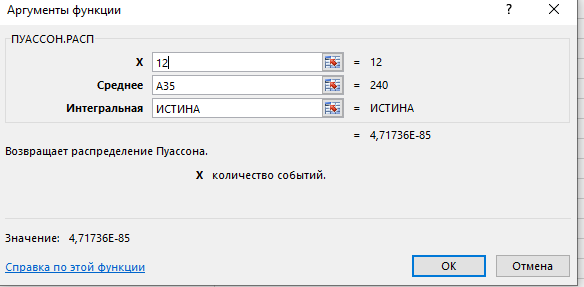 Аргументы функции ? ×
ПУАССОН.РАСП
X 12 = 12
Среднее A35 = 240
Интегральная ИСТИНА = ИСТИНА
= 4,71736E-85
Возвращает распределение Пуассона.
X количество событий.
Значение: 4,71736E-85
Справка по этой функции ОК Отмена